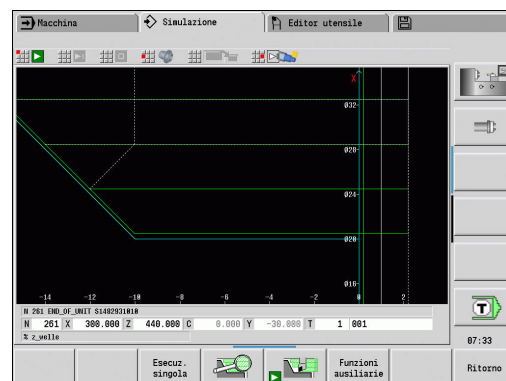 Macchina Simulazione Editor utensile
X
ø32
ø28
ø24
ø20
ø16
-14 -12 -10 -8 -6 -4 -2 0 2
N 261 END_OF_UNIT S1482931010
N 261 X 300.000 Z 440.000 C 0.000 Y -30.000 T 1 001
% z_welle
T
07:33
Esecuz. singola
Funzioni ausiliarie
Ritorno